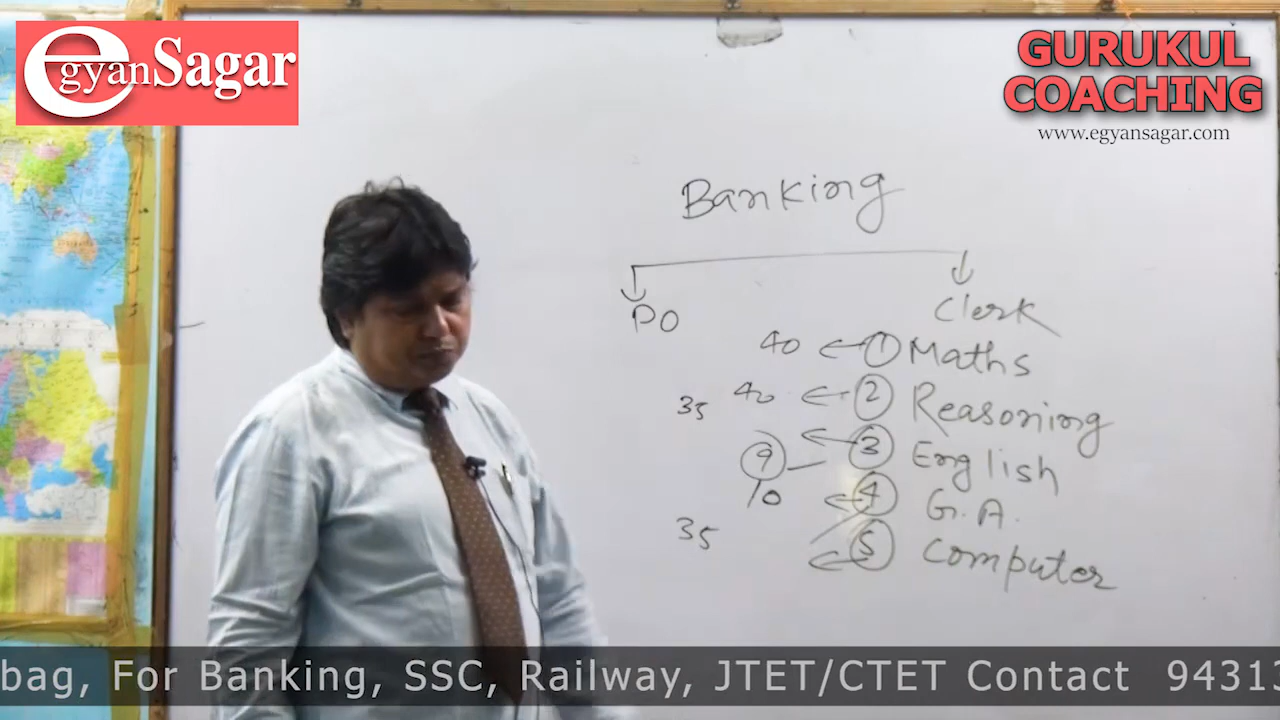 egyanSagar
GURUKUL
COACHING
www.egyansagar.com
Banking
PO
Clerk
40 ① Maths
35 40 ② Reasoning
③ English
9
10
④ G.A.
35 ⑤ Computer
bag, For Banking, SSC, Railway, JTET/CTET Contact 94313